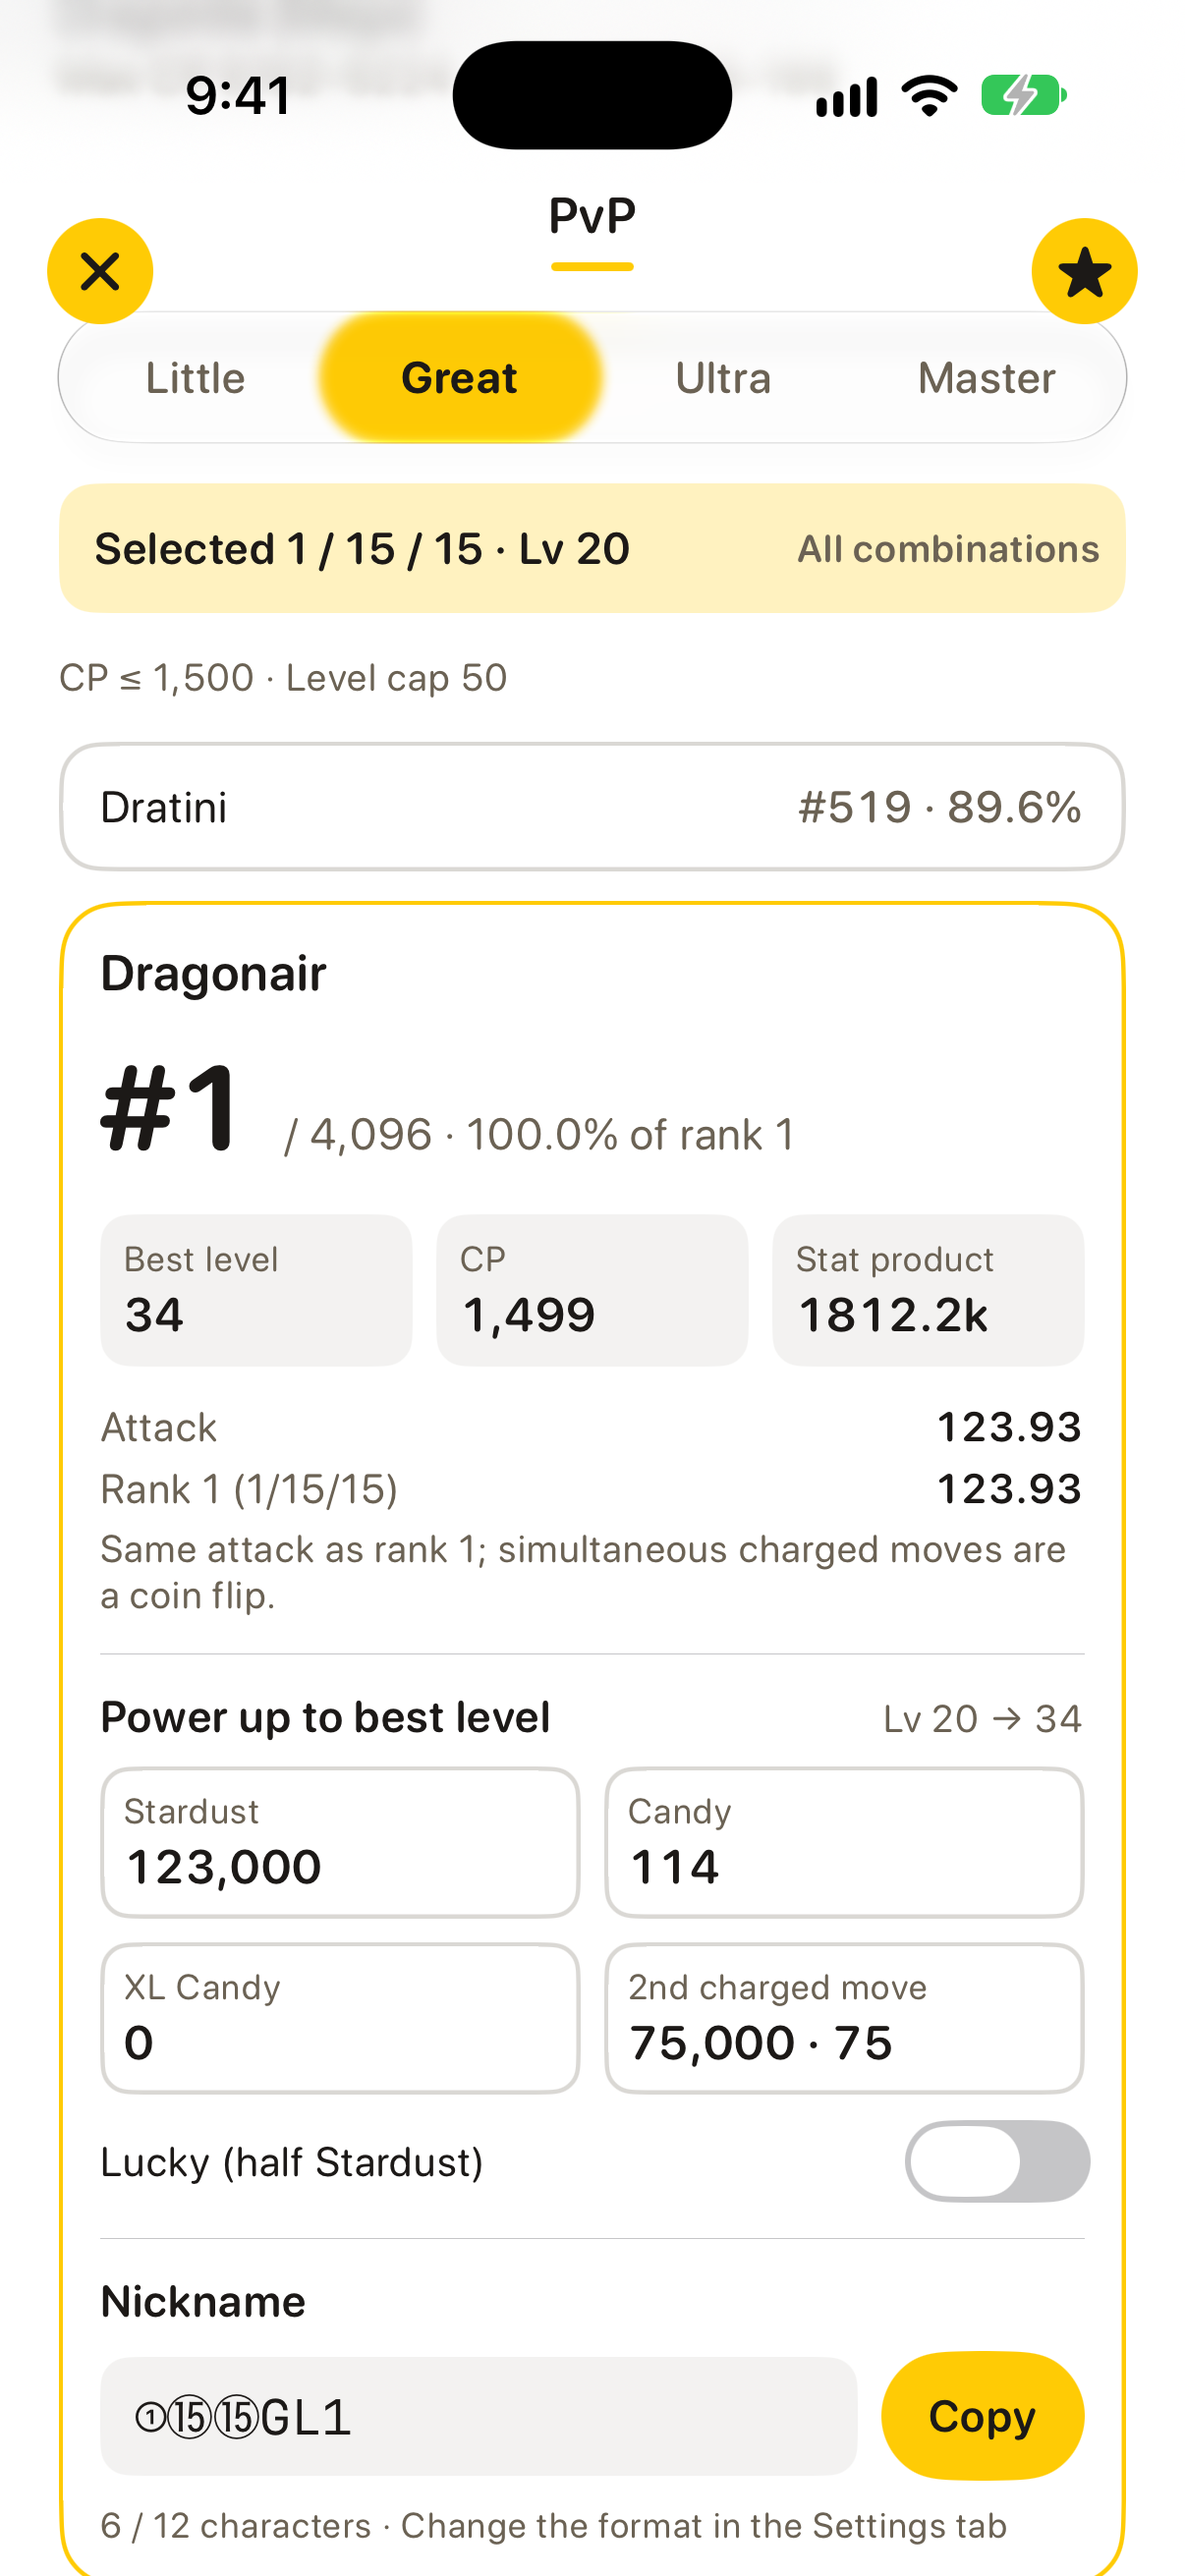 9:41
PvP
Little
Great
Ultra
Master
Selected 1 / 15 / 15 · Lv 20
All combinations
CP ≤ 1,500 · Level cap 50
Dratini
#519 · 89.6%
Dragonair
#1 / 4,096 · 100.0% of rank 1
Best level
34
CP
1,499
Stat product
1812.2k
Attack
123.93
Rank 1 (1/15/15)
123.93
Same attack as rank 1; simultaneous charged moves are
a coin flip.
Power up to best level
Lv 20 → 34
Stardust
123,000
Candy
114
XL Candy
0
2nd charged move
75,000 · 75
Lucky (half Stardust)
Nickname
①⑮⑮GL1
Copy
6 / 12 characters · Change the format in the Settings tab